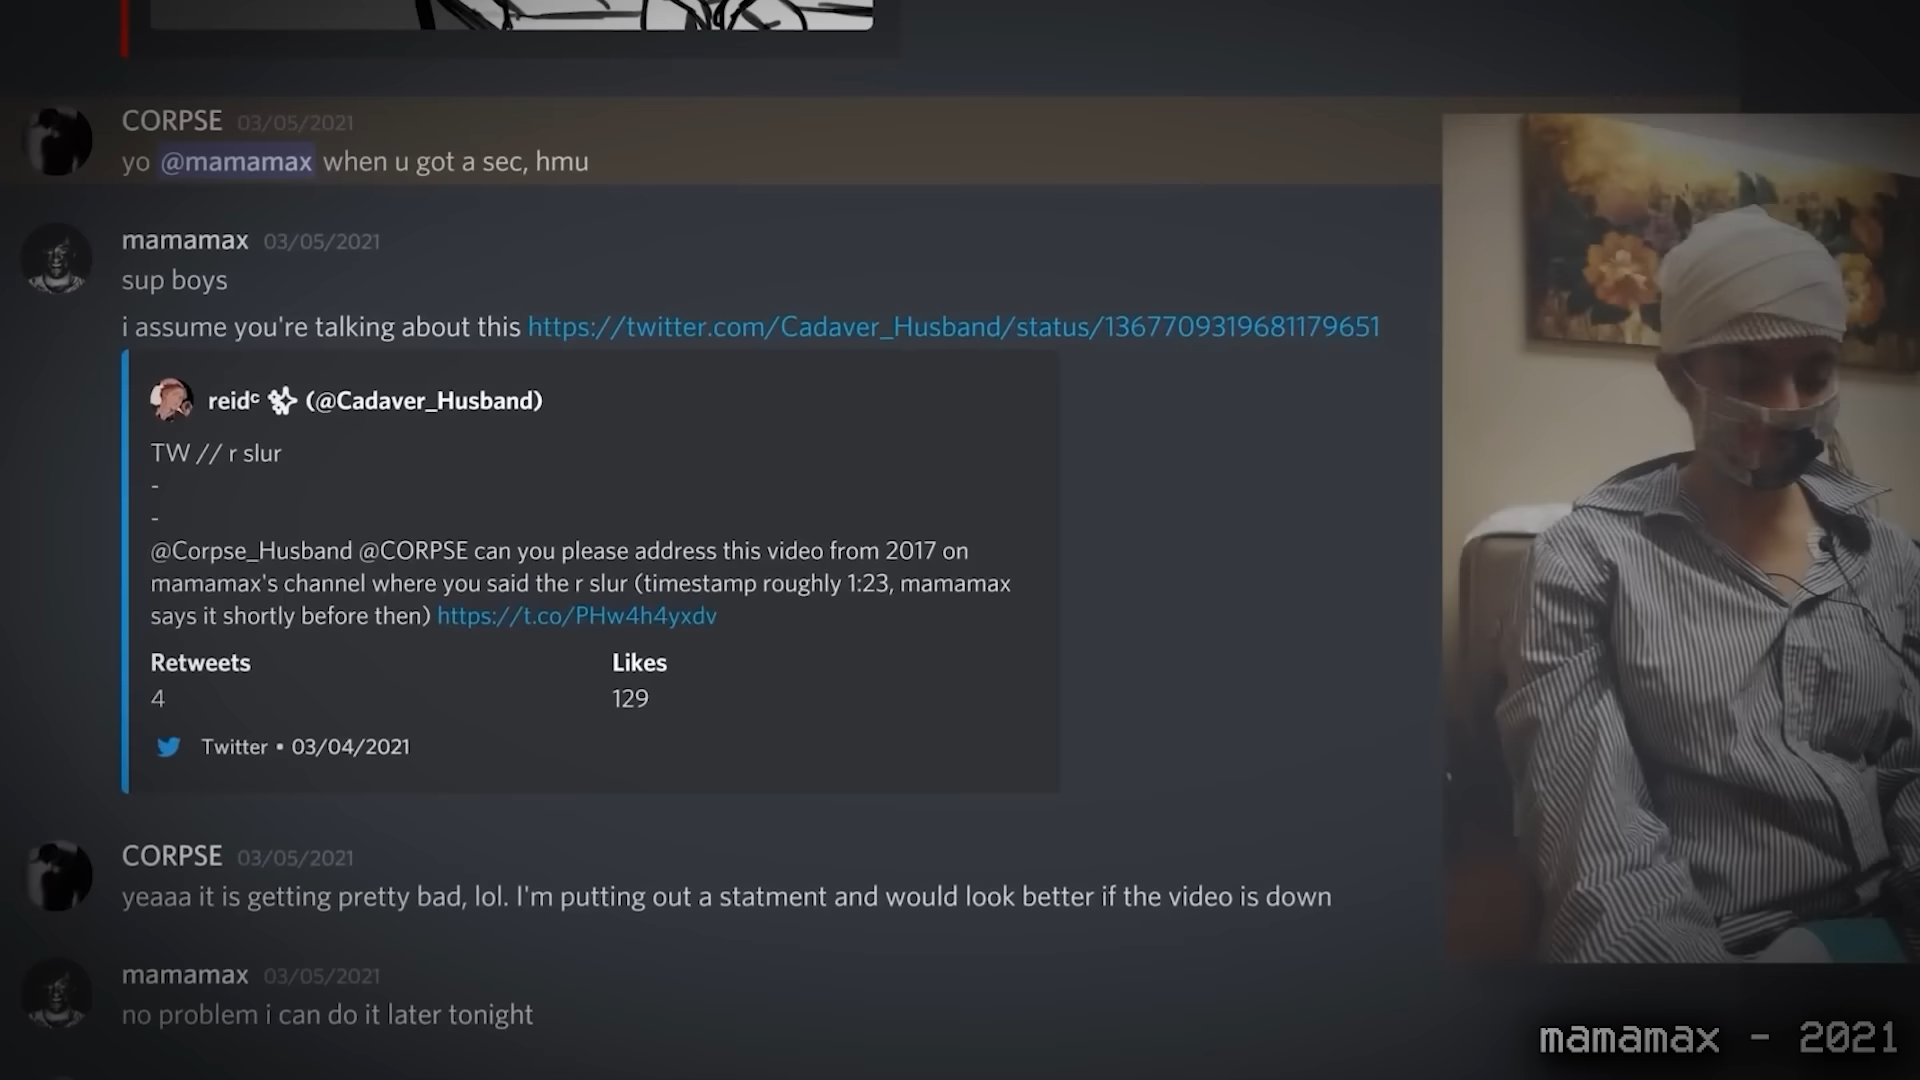 CORPSE 03/05/2021
yo @mamamax when u got a sec, hmu
mamamax 03/05/2021
sup boys
i assume you're talking about this https://twitter.com/Cadaver_Husband/status/1367709319681179651
reidᶜ (@Cadaver_Husband)
TW // r slur
-
-
@Corpse_Husband @CORPSE can you please address this video from 2017 on
mamamax's channel where you said the r slur (timestamp roughly 1:23, mamamax
says it shortly before then) https://t.co/PHw4h4yxdv
Retweets Likes
4 129
Twitter • 03/04/2021
CORPSE 03/05/2021
yeaaa it is getting pretty bad, lol. I'm putting out a statment and would look better if the video is down
mamamax 03/05/2021
no problem i can do it later tonight
mamamax - 2021